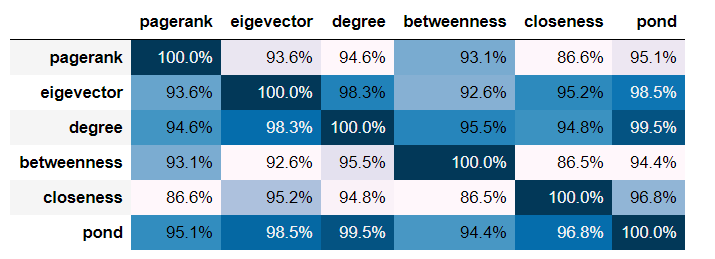 pagerank eigevector degree betweenness closeness pond
pagerank 100.0% 93.6% 94.6% 93.1% 86.6% 95.1%
eigevector 93.6% 100.0% 98.3% 92.6% 95.2% 98.5%
degree 94.6% 98.3% 100.0% 95.5% 94.8% 99.5%
betweenness 93.1% 92.6% 95.5% 100.0% 86.5% 94.4%
closeness 86.6% 95.2% 94.8% 86.5% 100.0% 96.8%
pond 95.1% 98.5% 99.5% 94.4% 96.8% 100.0%